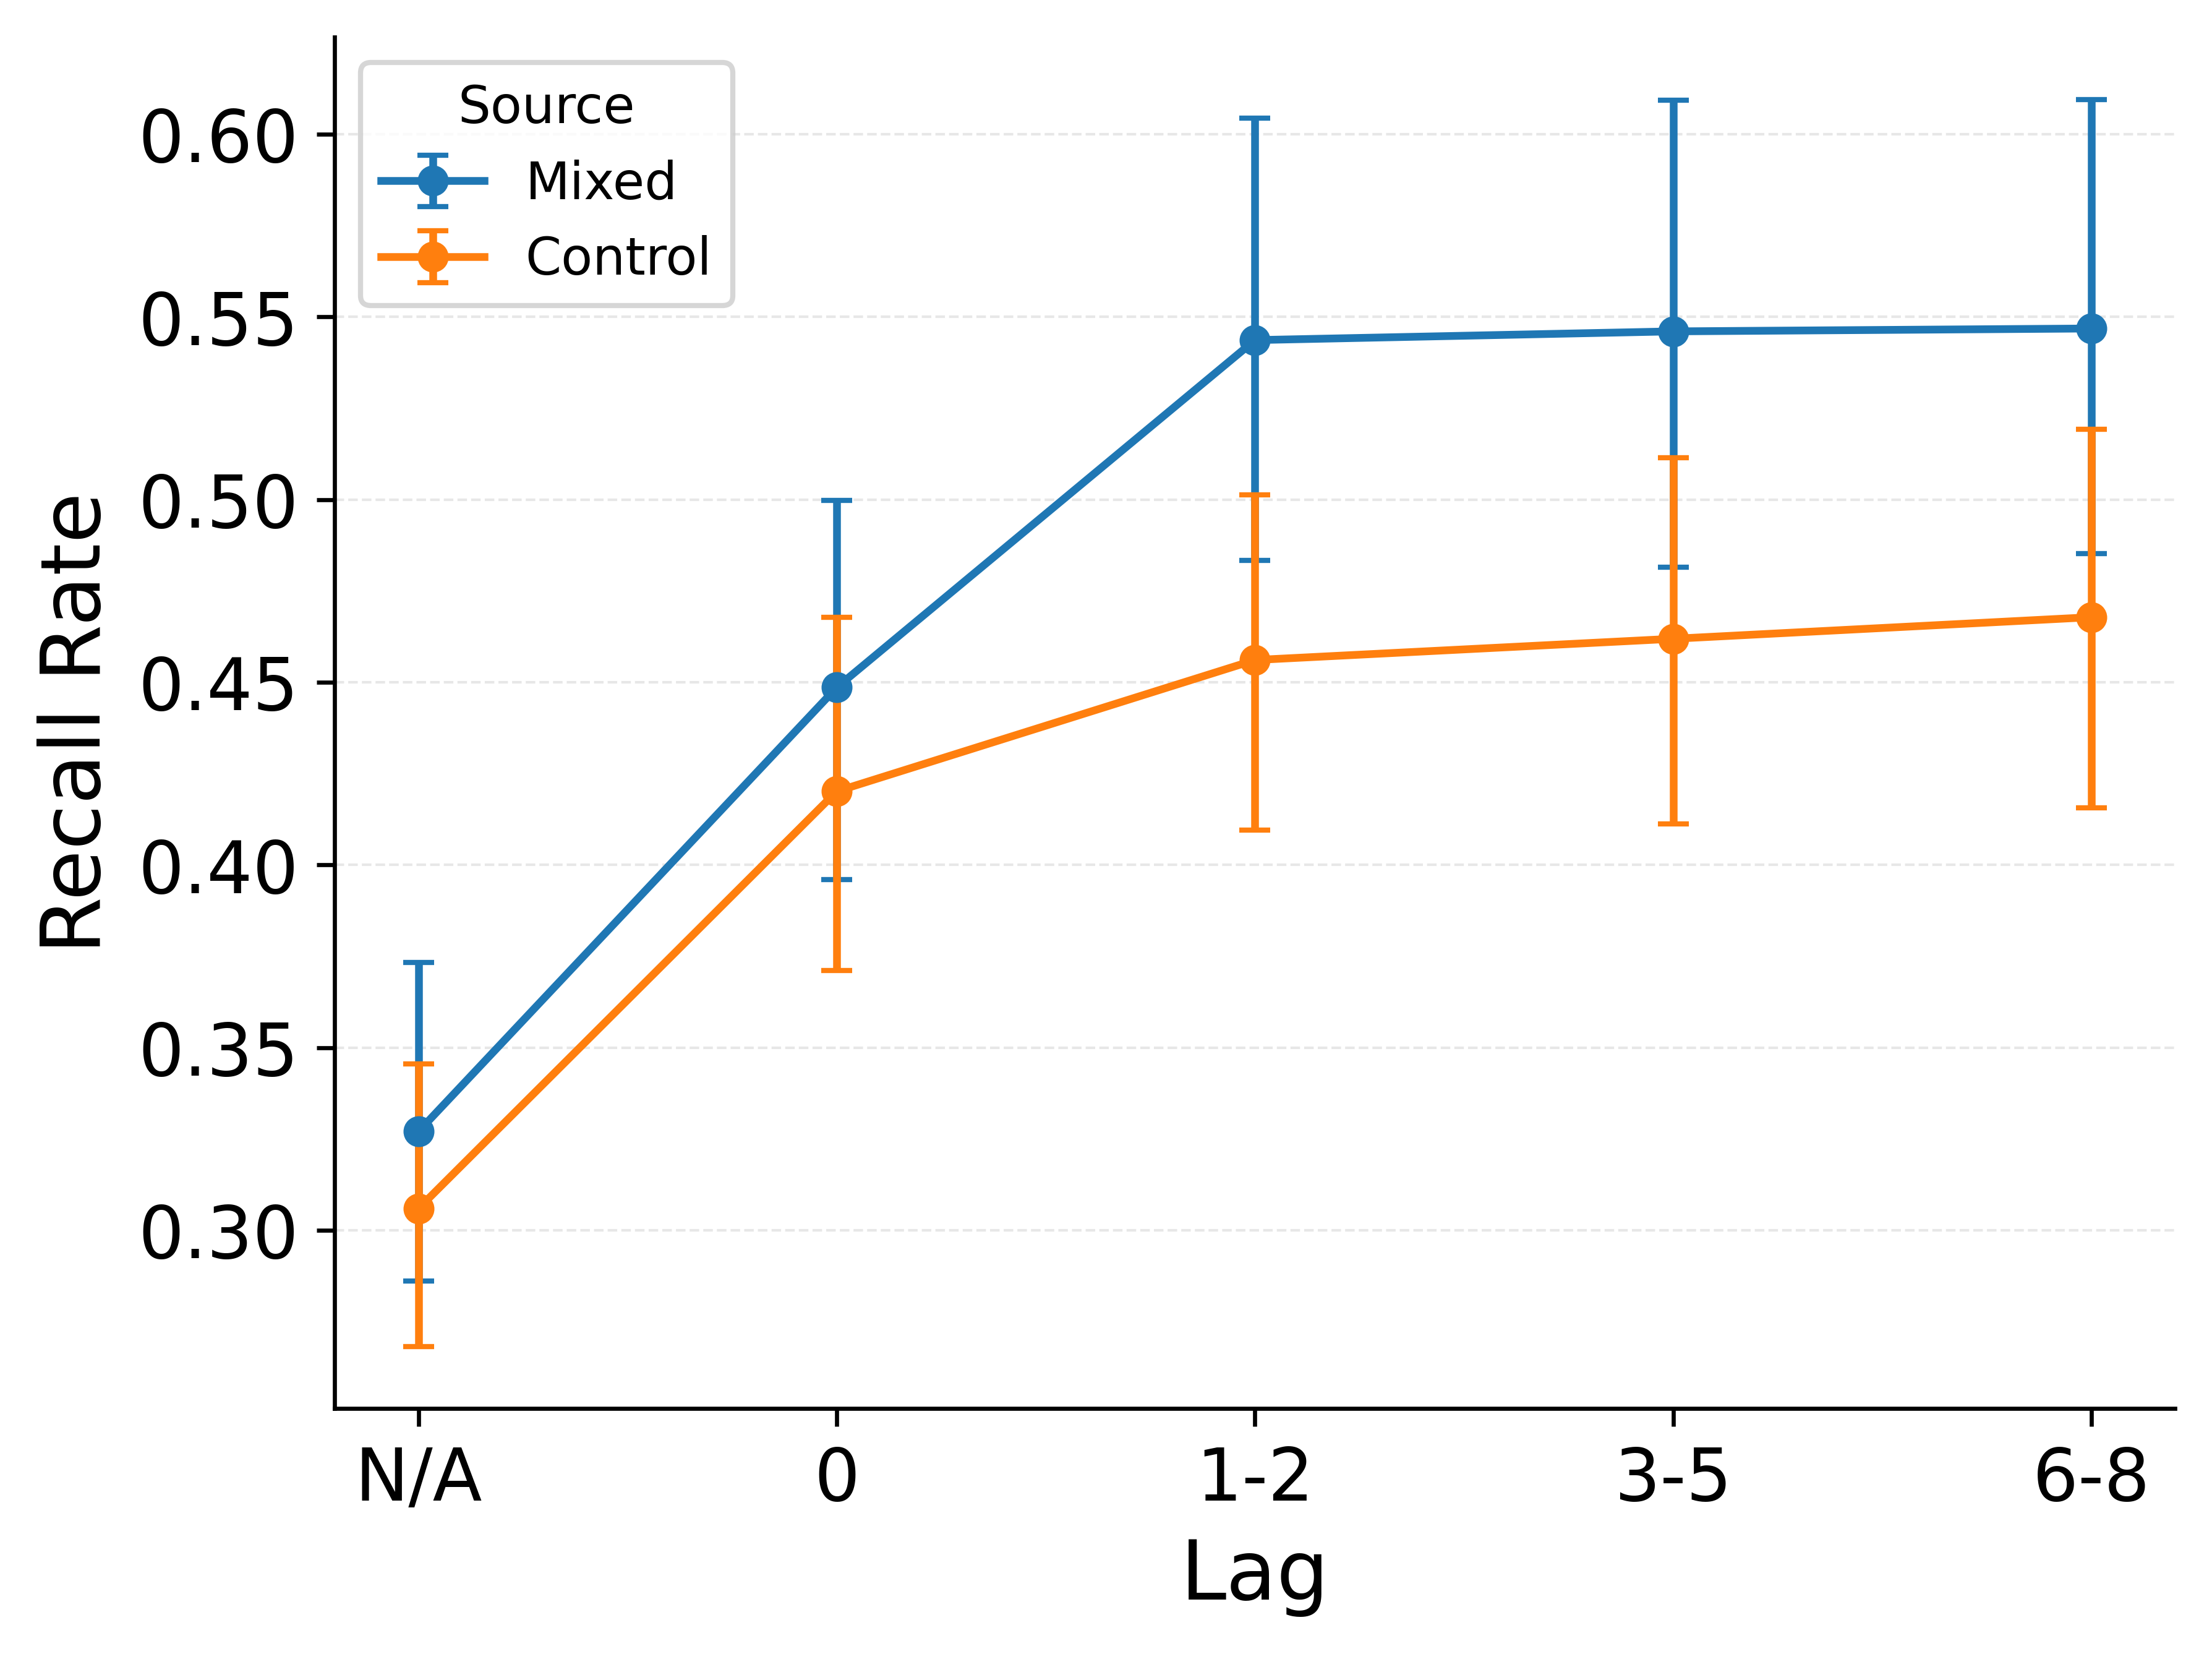 Source
Mixed
Control
0.60
0.55
0.50
0.45
0.40
0.35
0.30
Recall Rate
N/A 0 1-2 3-5 6-8
Lag